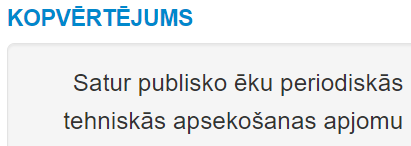 KOPVĒRTĒJUMS
Satur publisko ēku periodiskās
tehniskās apsekošanas apjomu